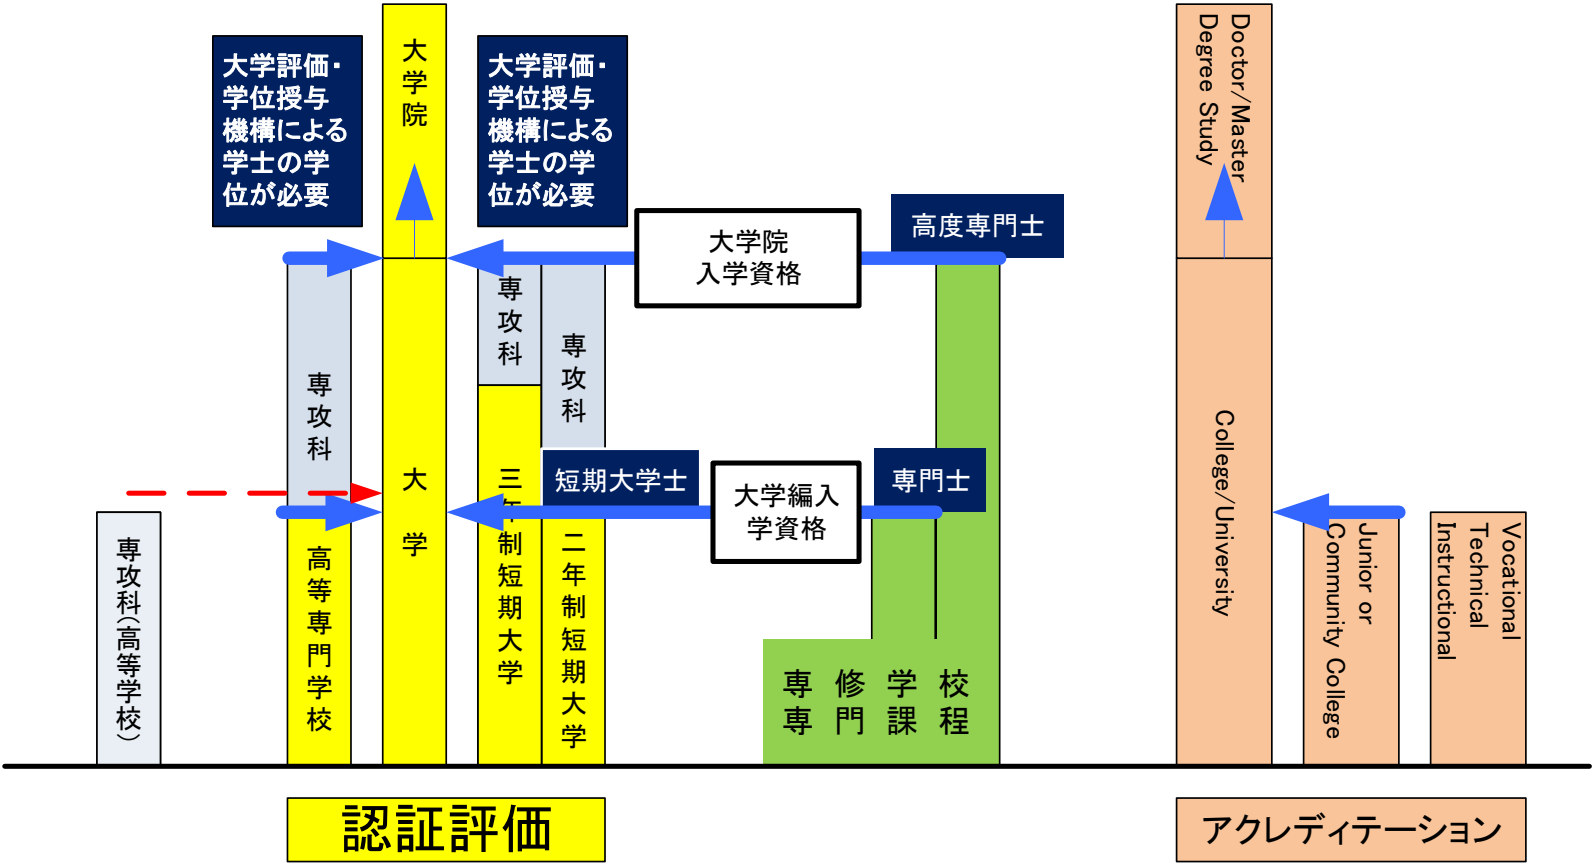 大学評価・
学位授与
機構による
学士の学
位が必要
大学院
大学評価・
学位授与
機構による
学士の学
位が必要
大学院
入学資格
高度専門士
Doctor/Master
Degree Study
専攻科
専攻科
専攻科
大学
三年制短期大学
短期大学士
大学編入
学資格
専門士
College/University
専攻科(高等学校)
高等専門学校
二年制短期大学
専修学校
専門課程
Junior or
Community College
Vocational
Technical
Instructional
認証評価
アクレディテーション